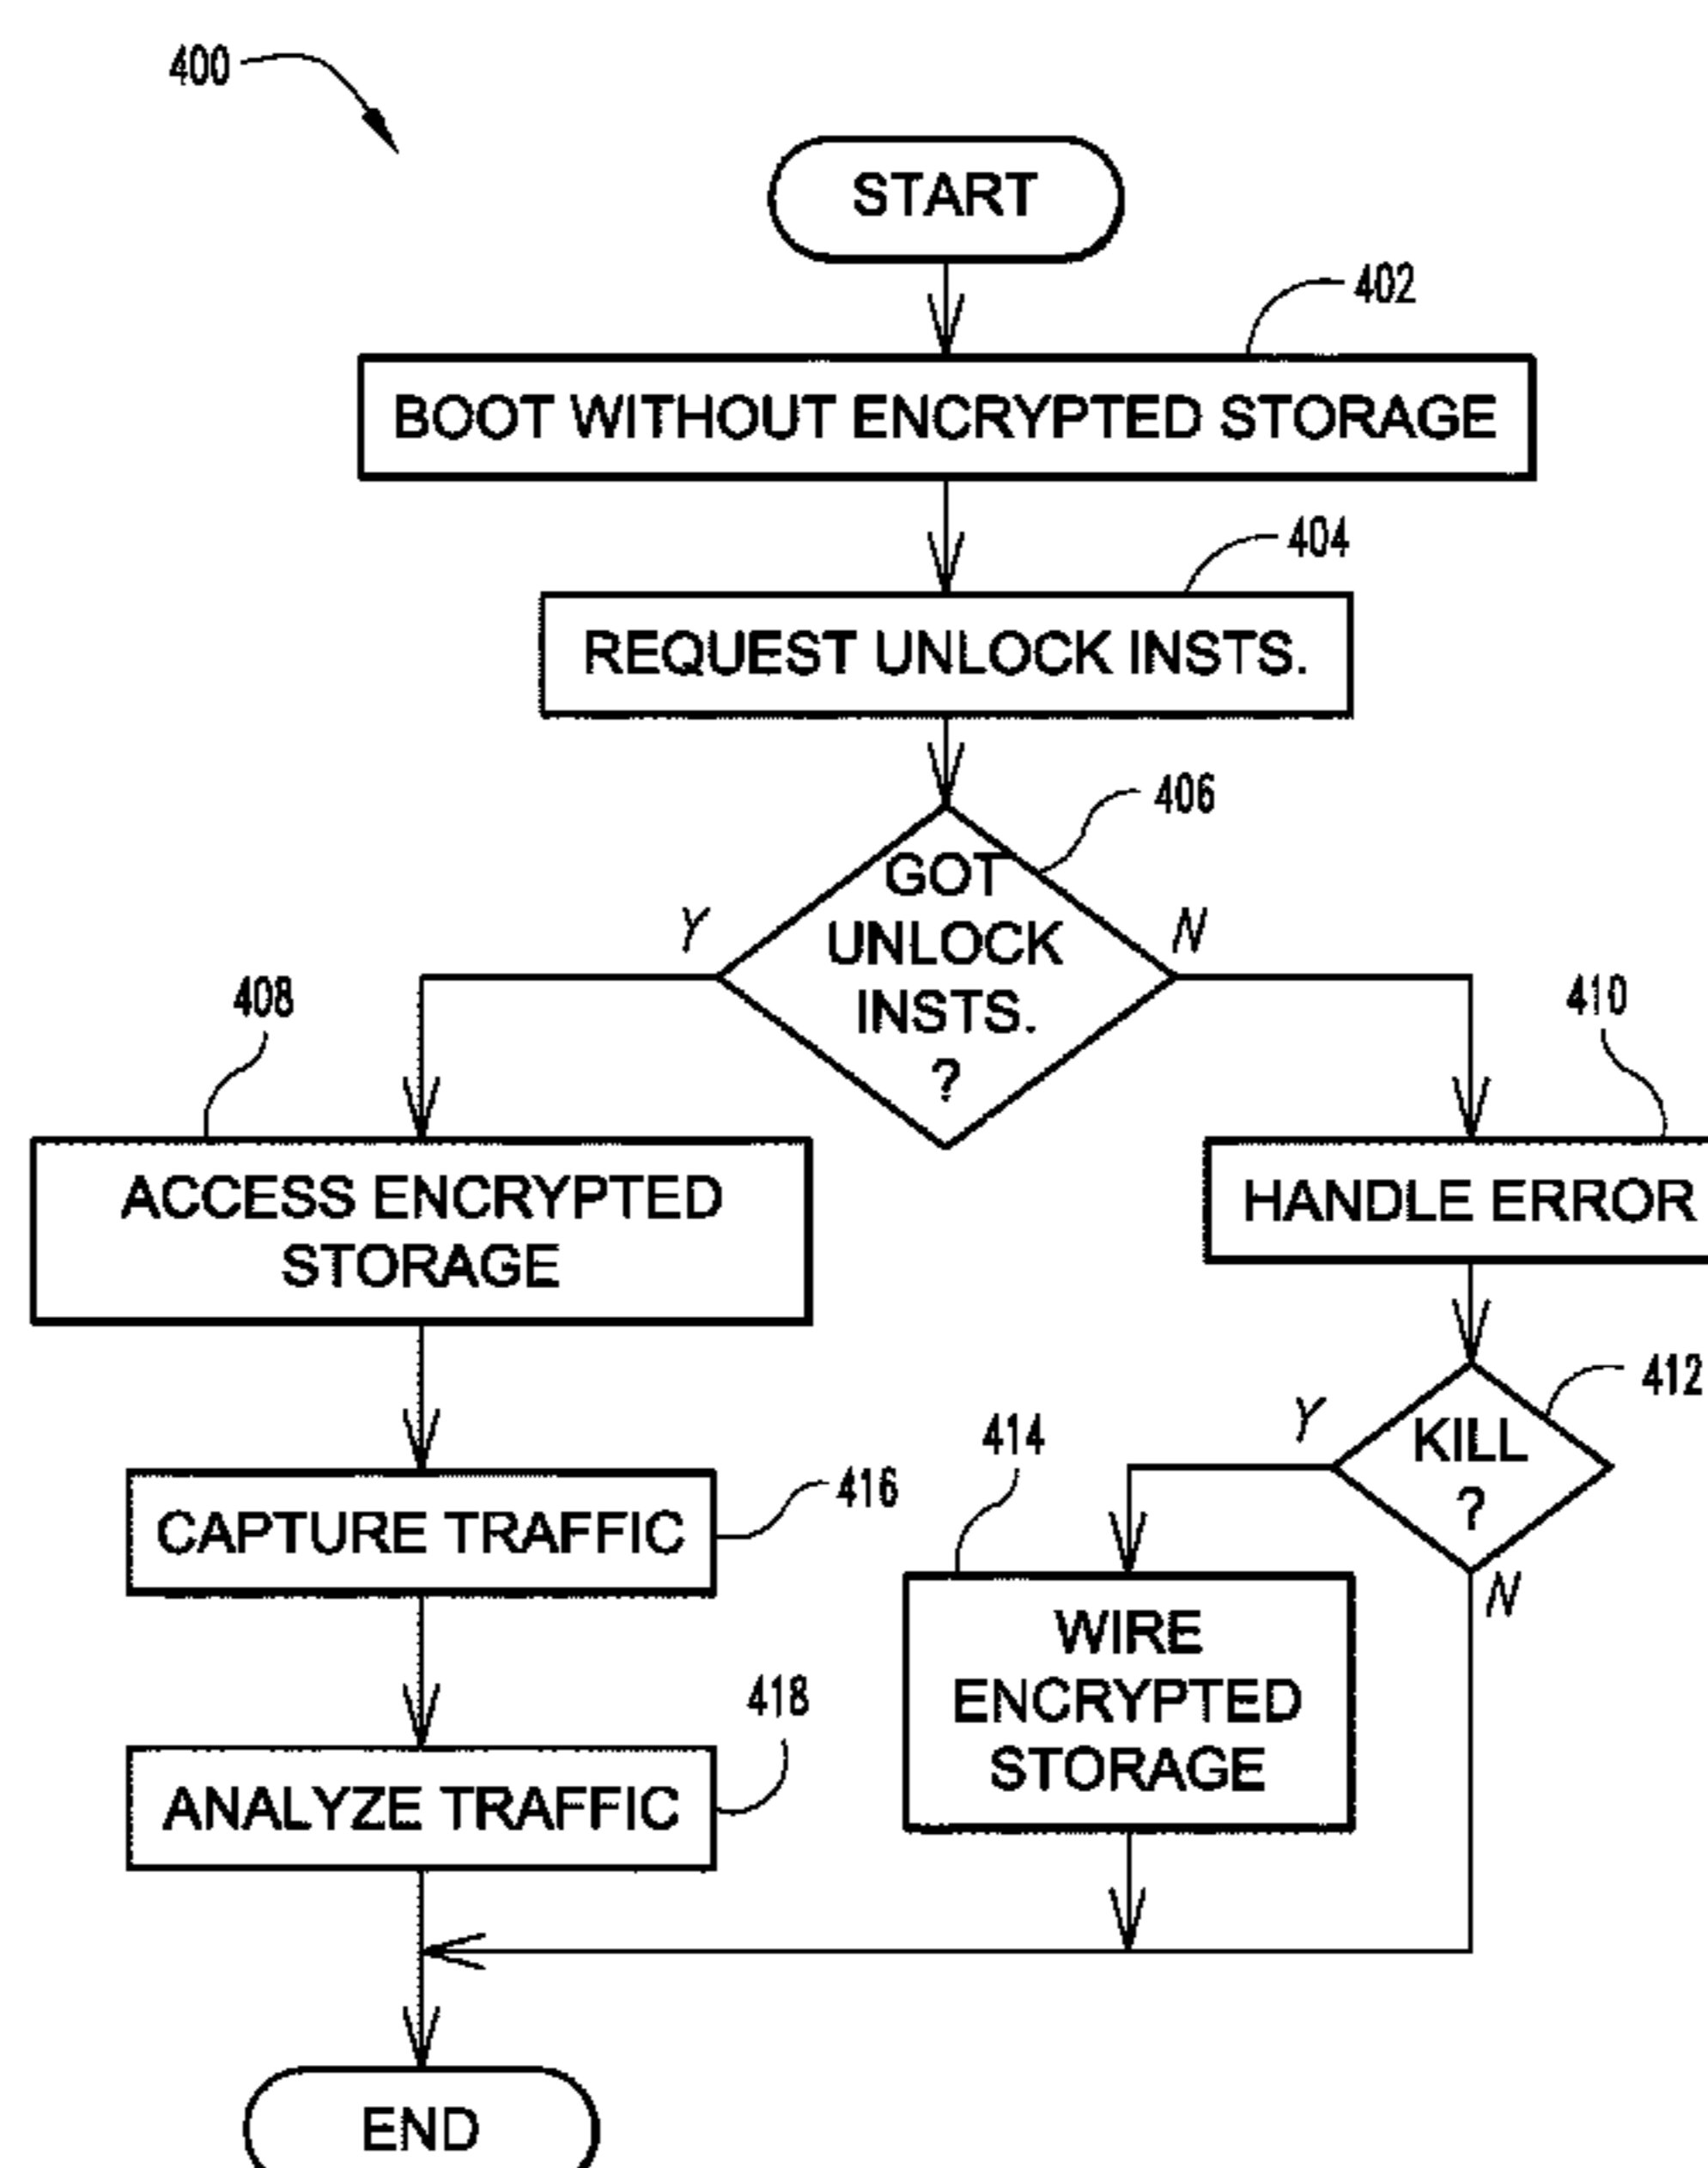 400
START
402
BOOT WITHOUT ENCRYPTED STORAGE
404
REQUEST UNLOCK INSTS.
406
GOT
UNLOCK
INSTS.
?
Y
N
408
ACCESS ENCRYPTED
STORAGE
410
HANDLE ERROR
412
KILL
?
Y
N
414
WIRE
ENCRYPTED
STORAGE
416
CAPTURE TRAFFIC
418
ANALYZE TRAFFIC
END